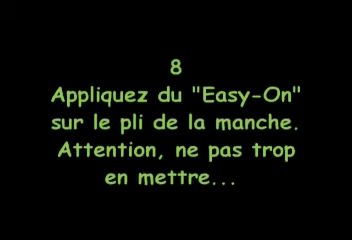 8
Appliquez du "Easy-On"
sur le pli de la manche.
Attention, ne pas trop
en mettre...